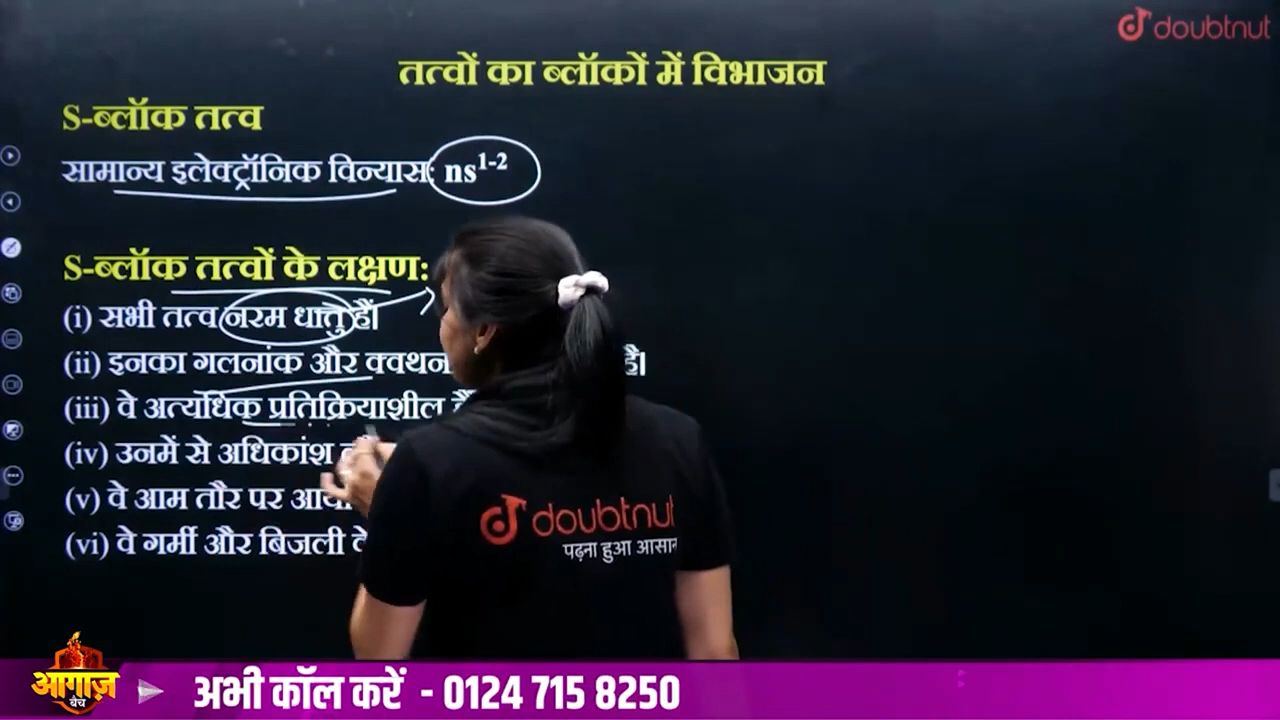 doubtnut
तत्वों का ब्लॉकों में विभाजन
S-ब्लॉक तत्व
सामान्य इलेक्ट्रॉनिक विन्यास: ns¹⁻²
S-ब्लॉक तत्वों के लक्षण:
(i) सभी तत्व नरम धातु हैं।
(ii) इनका गलनांक और है।
(iii) वे अत्यधिक प्रतिक्रियाशील
(iv) उनमें से अधिकांश
(v) वे आम तौर पर
(vi) वे गर्मी और बिजली
doubtnut
पढ़ना हुआ आसान
आगाज़
बैच
अभी कॉल करें - 0124 715 8250